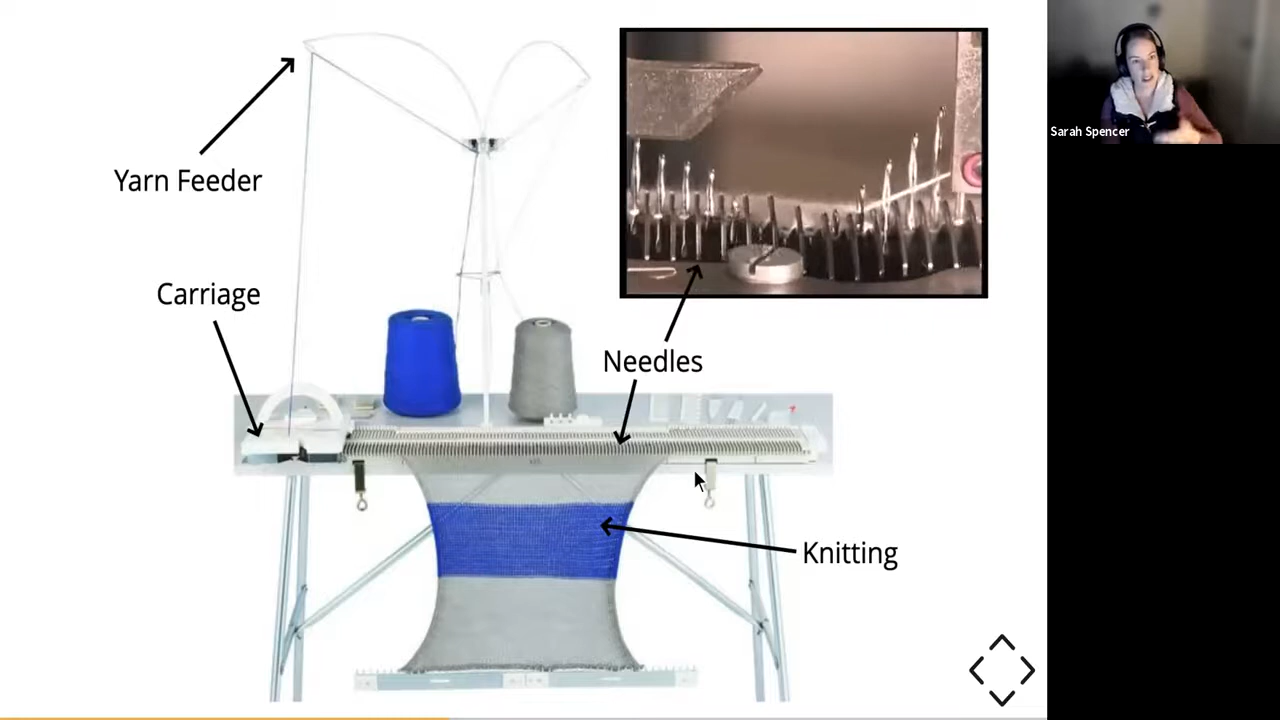 Yarn Feeder
Carriage
Needles
Knitting
Sarah Spencer